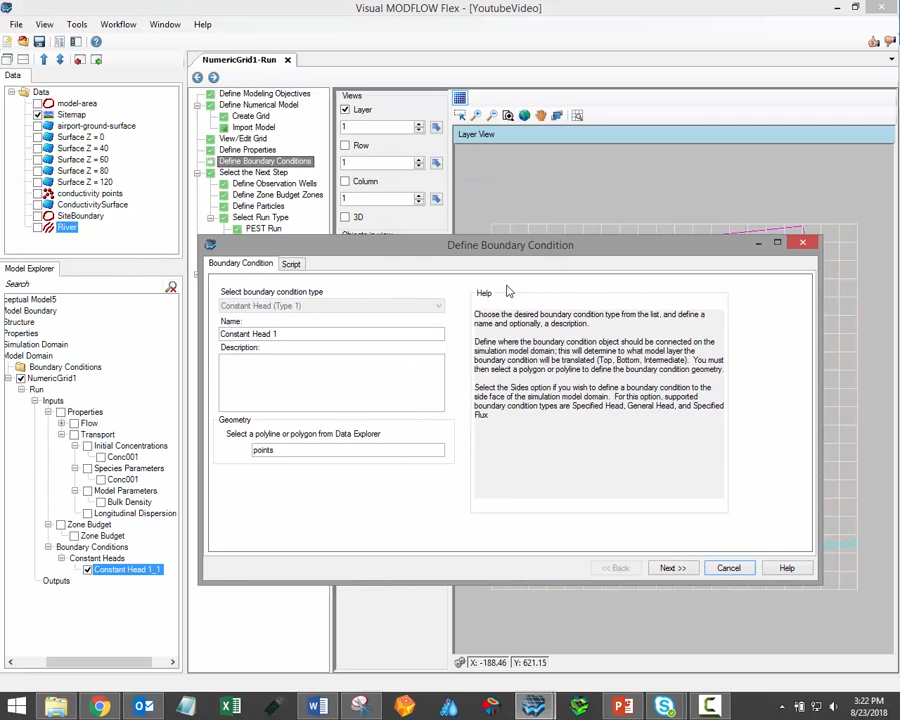 Visual MODFLOW Flex - [YoutubeVideo]
File View Tools Workflow Window Help
Data
Data
model-area
Sitemap
airport-ground-surface
Surface Z = 0
Surface Z = 40
Surface Z = 60
Surface Z = 80
Surface Z = 120
conductivity points
ConductivitySurface
SiteBoundary
River
Model Explorer
Search
ceptual Model5
Model Boundary
Structure
Properties
Simulation Domain
Model Domain
Boundary Conditions
NumericGrid1
Run
Inputs
Properties
Flow
Transport
Initial Concentrations
Conc001
Species Parameters
Conc001
Model Parameters
Bulk Density
Longitudinal Dispersion
Zone Budget
Zone Budget
Boundary Conditions
Constant Heads
Constant Head 1_1
Outputs
NumericGrid1-Run
Define Modeling Objectives
Define Numerical Model
Create Grid
Import Model
View/Edit Grid
Define Properties
Define Boundary Conditions
Select the Next Step
Define Observation Wells
Define Zone Budget Zones
Define Particles
Select Run Type
PEST Run
Views
Layer
1
Row
1
Column
1
3D
Layer View
Define Boundary Condition
Boundary Condition Script
Select boundary condition type
Constant Head (Type 1)
Name:
Constant Head 1
Description:
Geometry
Select a polyline or polygon from Data Explorer
points
Help
Choose the desired boundary condition type from the list, and define a
name and optionally, a description.
Define where the boundary condition object should be connected on the
simulation model domain; this will determine to what model layer the
boundary condition will be translated (Top, Bottom, Intermediate). You must
then select a polygon or polyline to define the boundary condition geometry.
Select the Sides option if you wish to define a boundary condition to the
side face of the simulation model domain. For this option, supported
boundary condition types are Specified Head, General Head, and Specified
Flux
<< Back Next >> Cancel Help
X: -188.46 Y: 621.15
3:22 PM
8/23/2018